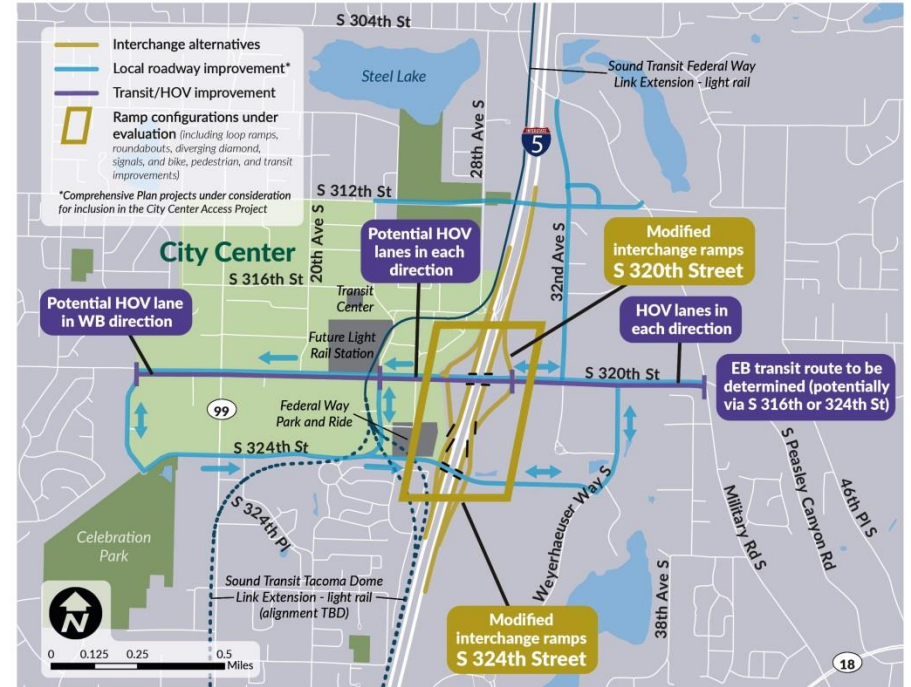 S 304th St
Interchange alternatives
Local roadway improvement*
Transit/HOV improvement
Ramp configurations under
evaluation (including loop ramps,
roundabouts, diverging diamond,
signals, and bike, pedestrian, and transit
improvements)
*Comprehensive Plan projects under consideration
for inclusion in the City Center Access Project
Steel Lake
28th Ave S
Sound Transit Federal Way
Link Extension - light rail
INTERSTATE
5
S 312th St
20th Ave S
City Center
S 316th St
Potential HOV
lanes in each
direction
32nd Ave S
Modified
interchange ramps
S 320th Street
Potential HOV lane
in WB direction
Transit
Center
Future Light
Rail Station
HOV lanes in
each direction
S 320th St
EB transit route to be
determined (potentially
via S 316th or 324th St)
99
Federal Way
Park and Ride
S 324th St
S 324th Pl
Celebration
Park
Weyerhaeuser Way S
38th Ave S
Military Rd S
S Peasley Canyon Rd
46th Pl S
Sound Transit Tacoma Dome
Link Extension - light rail
(alignment TBD)
Modified
interchange ramps
S 324th Street
N
0 0.125 0.25 0.5
Miles
18